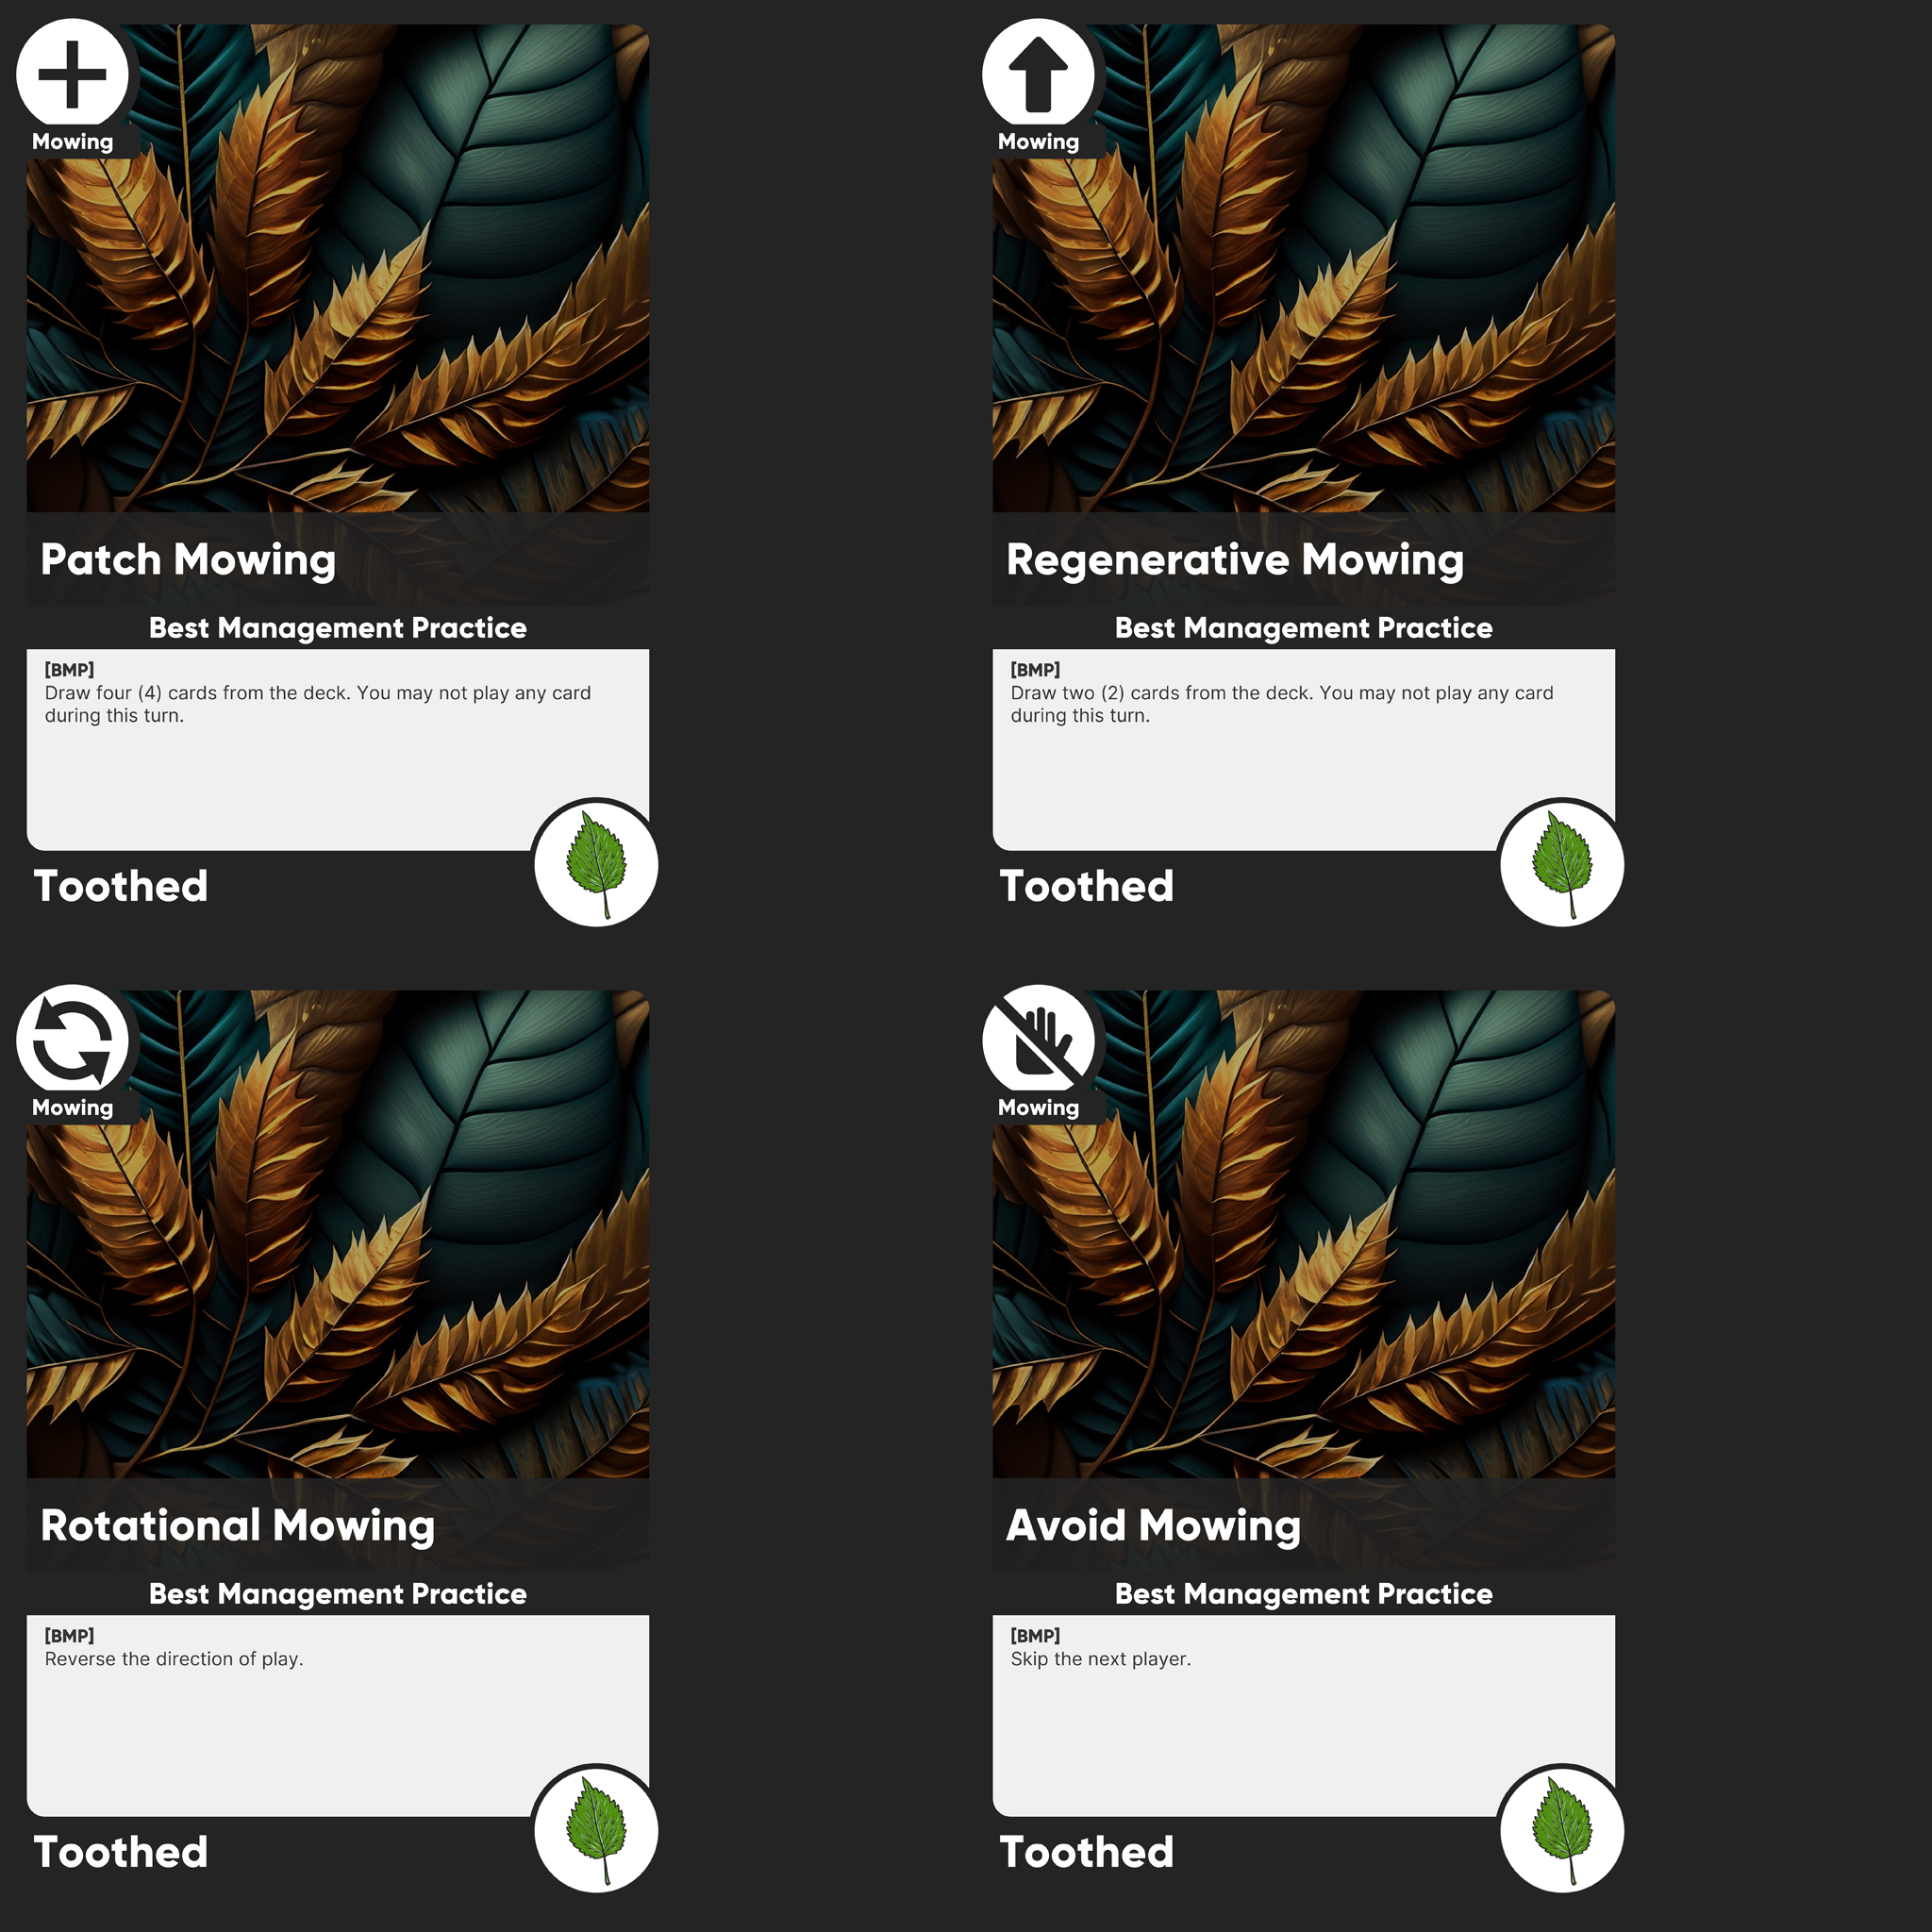 Mowing
Patch Mowing
Best Management Practice
[BMP]
Draw four (4) cards from the deck. You may not play any card
during this turn.
Toothed
Mowing
Regenerative Mowing
Best Management Practice
[BMP]
Draw two (2) cards from the deck. You may not play any card
during this turn.
Toothed
Mowing
Rotational Mowing
Best Management Practice
[BMP]
Reverse the direction of play.
Toothed
Mowing
Avoid Mowing
Best Management Practice
[BMP]
Skip the next player.
Toothed